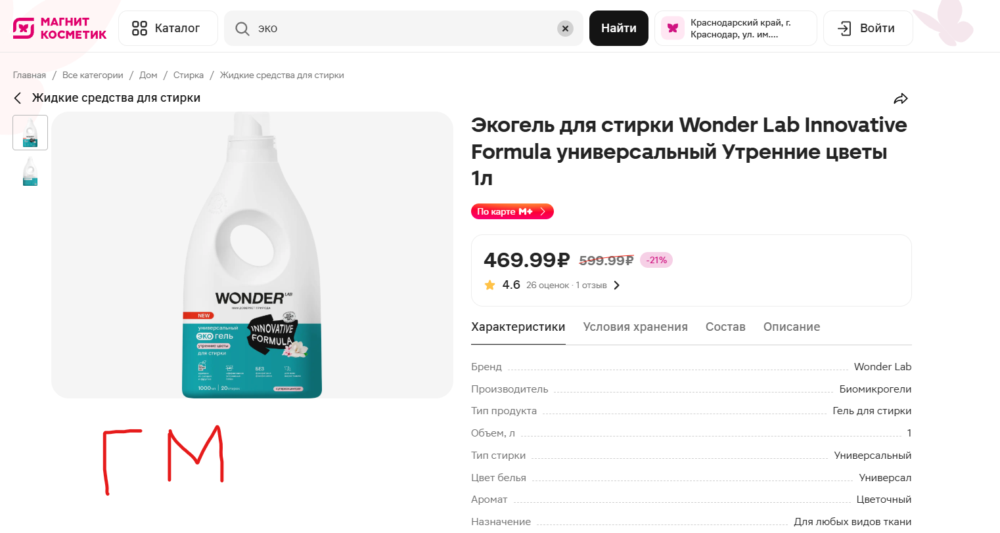 МАГНИТ
КОСМЕТИК
Каталог
эко
Найти
Краснодарский край, г.
Краснодар, ул. им....
Войти
Главная / Все категории / Дом / Стирка / Жидкие средства для стирки
Жидкие средства для стирки
Экогель для стирки Wonder Lab Innovative
Formula универсальный Утренние цветы
1л
По карте М+
469.99₽ 599.99₽ -21%
4.6 26 оценок · 1 отзыв
Характеристики Условия хранения Состав Описание
Бренд Wonder Lab
Производитель Биомикрогели
Тип продукта Гель для стирки
Объем, л 1
Тип стирки Универсальный
Цвет белья Универсал
Аромат Цветочный
Назначение Для любых видов ткани
WONDER LAB
НАМ ДОВЕРЯЕТ ПРИРОДА
NEW
универсальный
эко гель
утренние цветы
для стирки
INNOVATIVE
FORMULA
БЕЗ
1000 мл | 20 стирок
суперконцентрат
ГМ